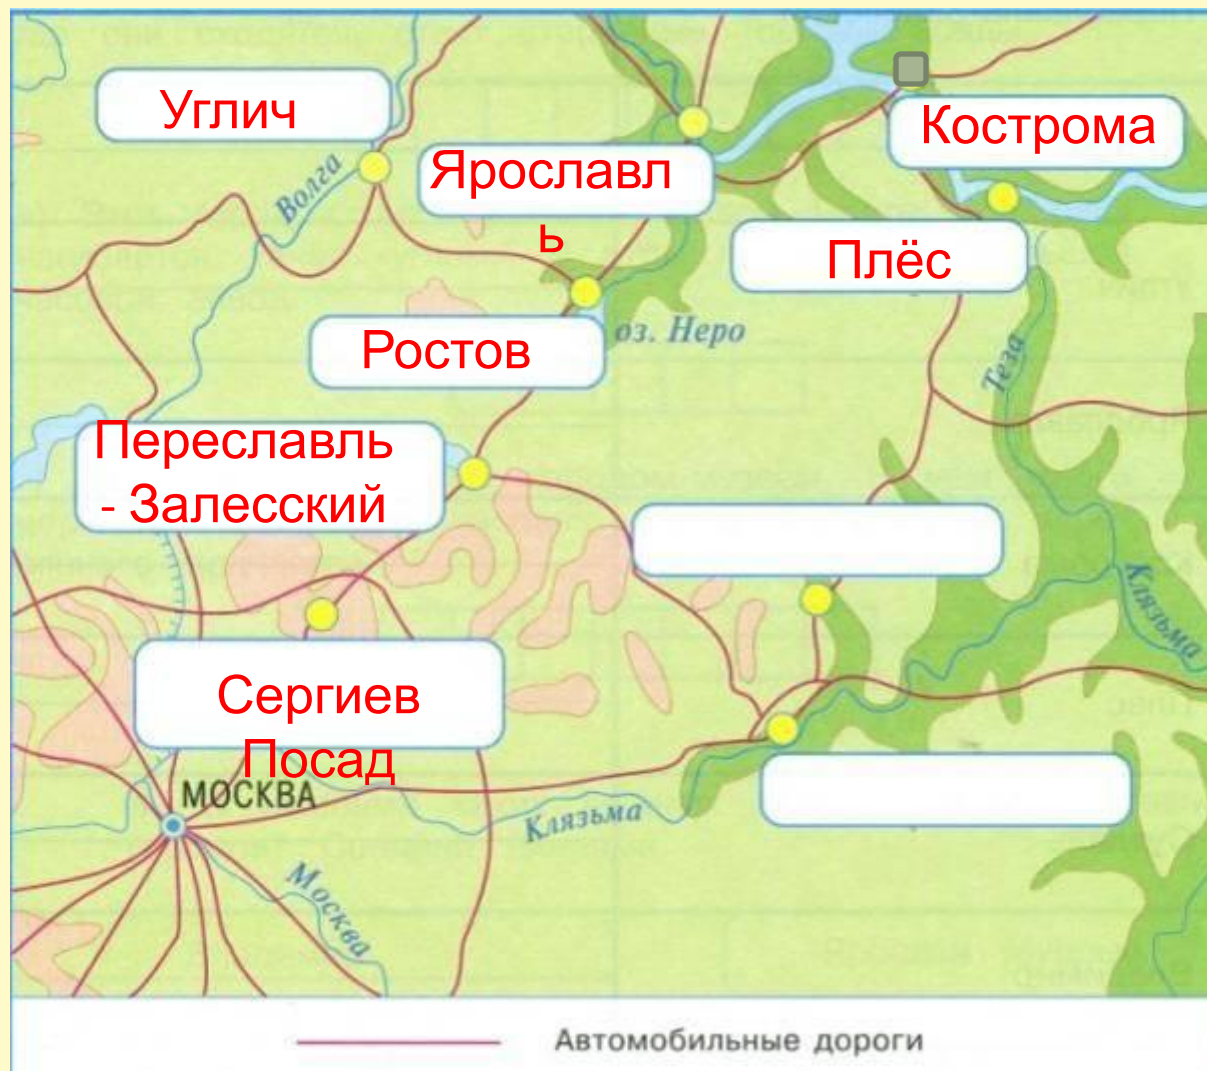 Углич
Кострома
Ярославл
ь
Волга
Плёс
Ростов
оз. Неро
Теза
Переславль
- Залесский
Клязьма
Сергиев
Посад
МОСКВА
Клязьма
Москва
Автомобильные дороги